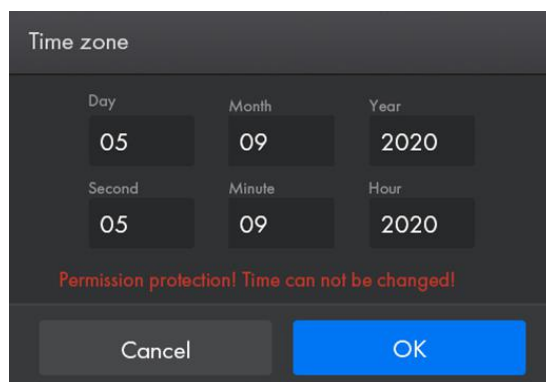 Time zone
Day Month Year
05 09 2020
Second Minute Hour
05 09 2020
Permission protection! Time can not be changed!
Cancel OK